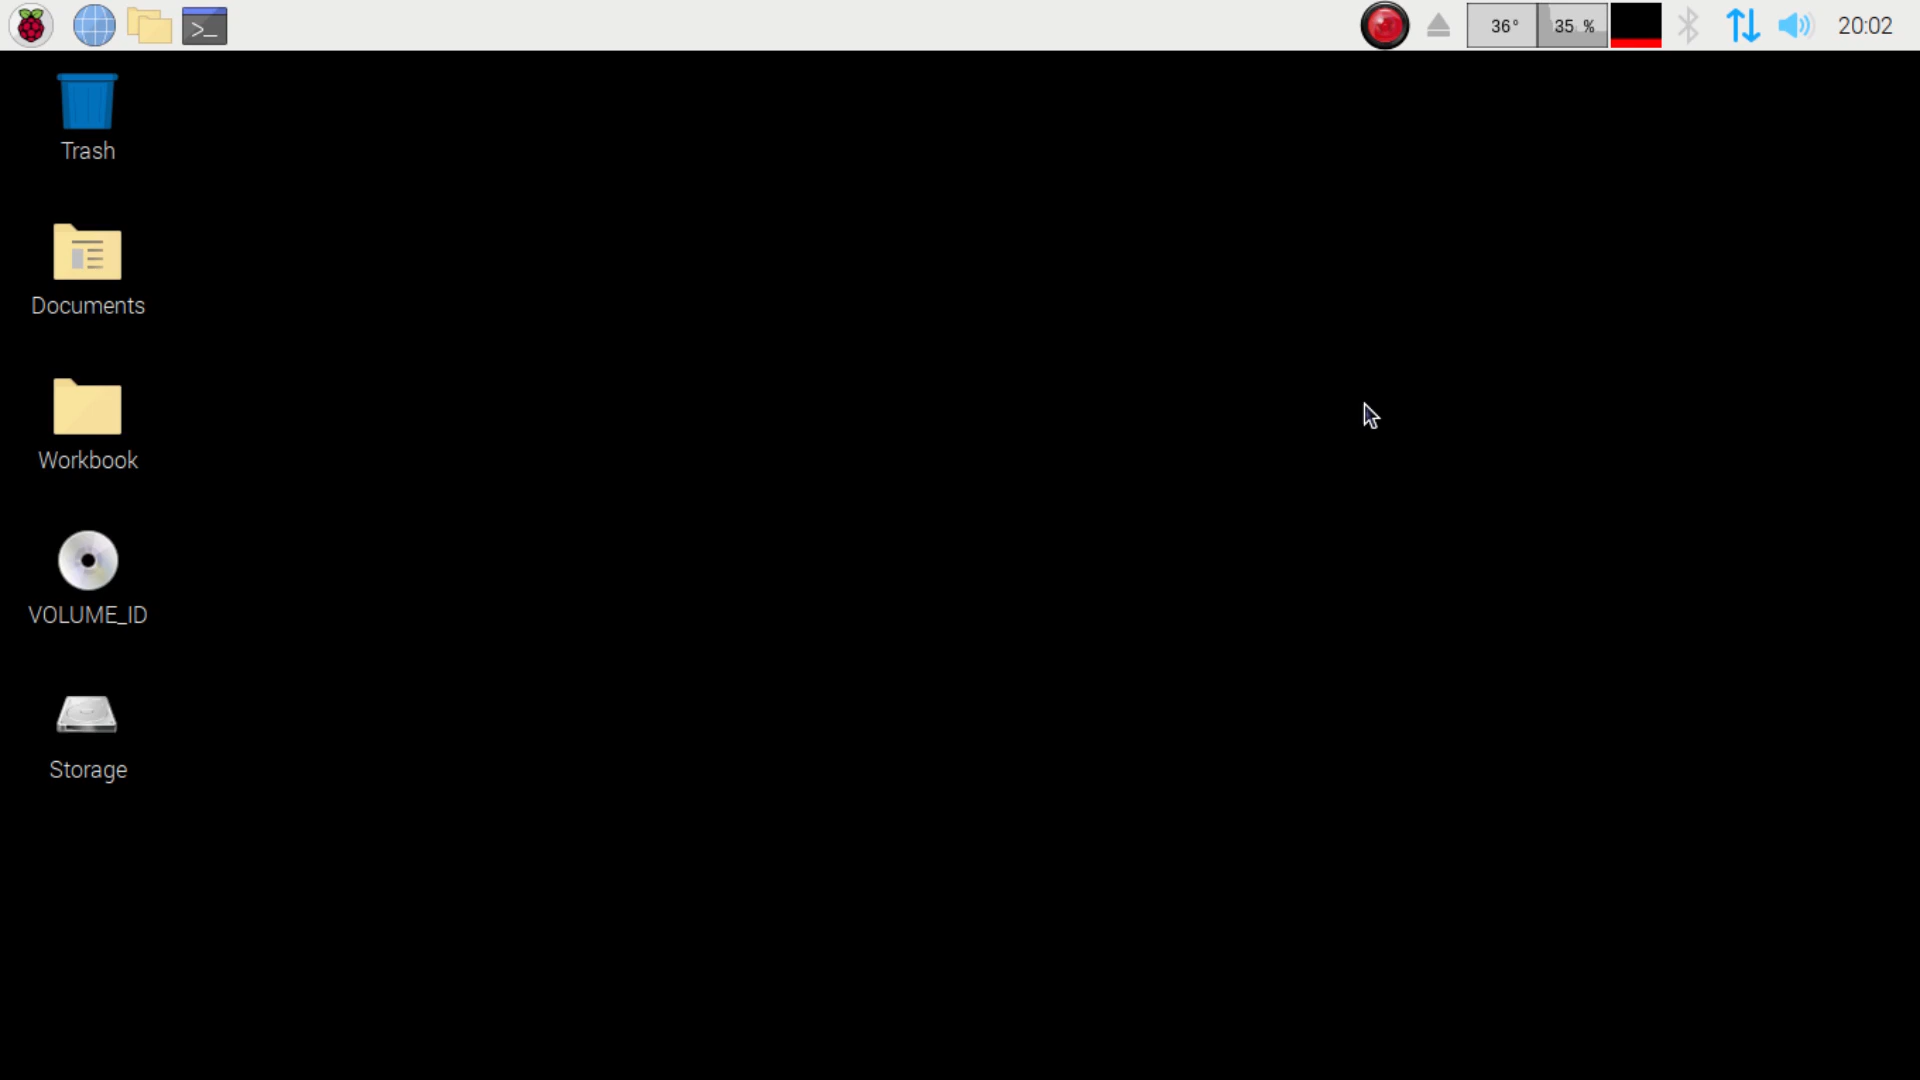 >_
36°
35 %
20:02
Trash
Documents
Workbook
VOLUME_ID
Storage